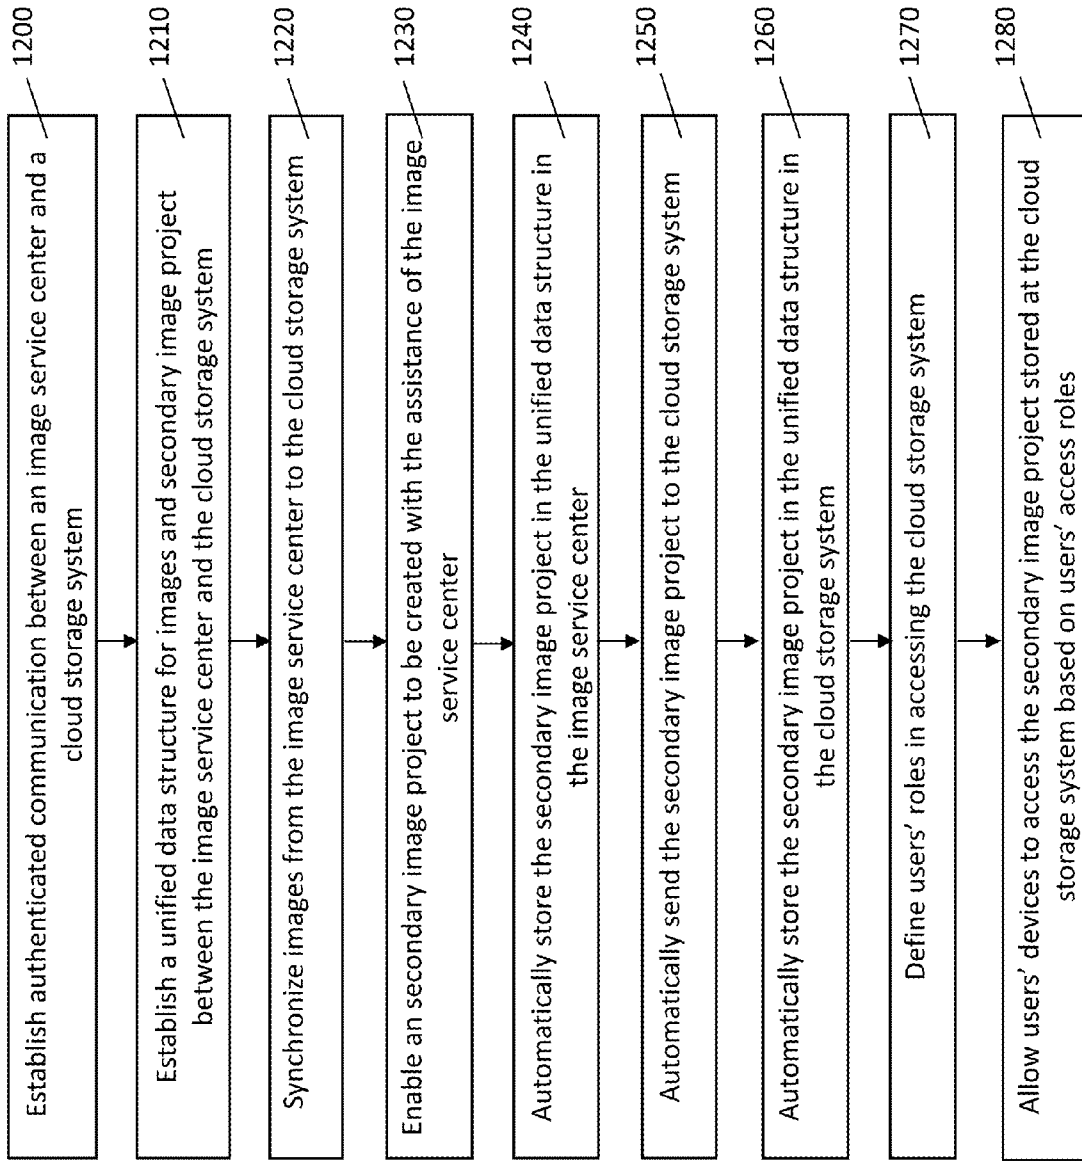 Establish authenticated communication between an image service center and a
cloud storage system
1200
Establish a unified data structure for images and secondary image project
between the image service center and the cloud storage system
1210
Synchronize images from the image service center to the cloud storage system
1220
Enable an secondary image project to be created with the assistance of the image
service center
1230
Automatically store the secondary image project in the unified data structure in
the image service center
1240
Automatically send the secondary image project to the cloud storage system
1250
Automatically store the secondary image project in the unified data structure in
the cloud storage system
1260
Define users’ roles in accessing the cloud storage system
1270
Allow users’ devices to access the secondary image project stored at the cloud
storage system based on users’ access roles
1280